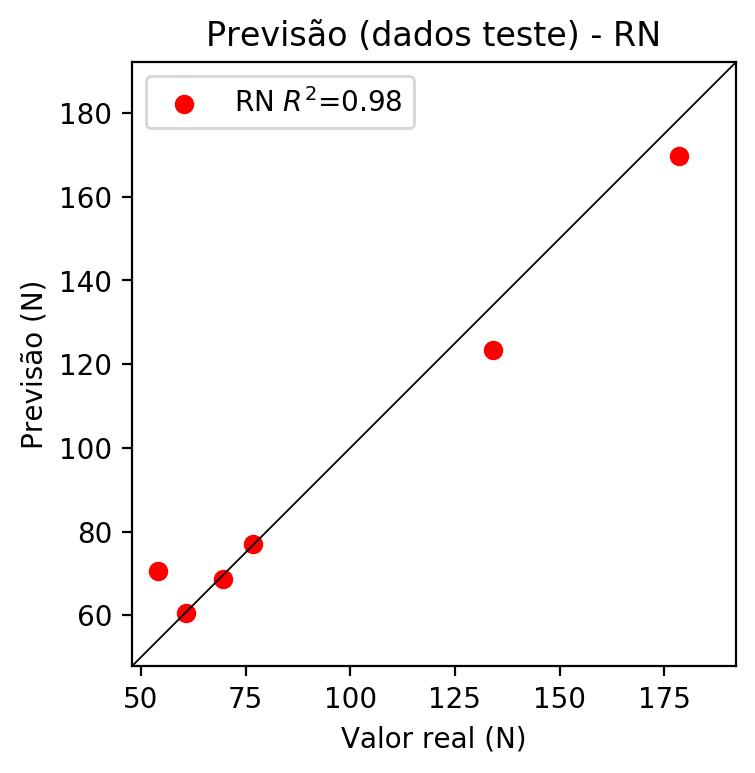 Previsão (dados teste) - RN
RN R²=0.98
180
160
140
120
100
80
60
Previsão (N)
50 75 100 125 150 175
Valor real (N)